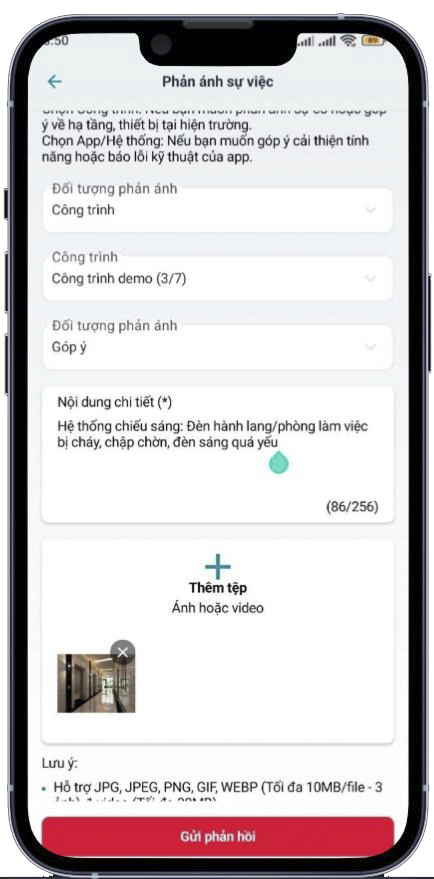 :50
89
Phản ánh sự việc
ý về hạ tầng, thiết bị tại hiện trường.
Chọn App/Hệ thống: Nếu bạn muốn góp ý cải thiện tính
năng hoặc báo lỗi kỹ thuật của app.
Đối tượng phản ánh
Công trình
Công trình
Công trình demo (3/7)
Đối tượng phản ánh
Góp ý
Nội dung chi tiết (*)
Hệ thống chiếu sáng: Đèn hành lang/phòng làm việc
bị cháy, chập chờn, đèn sáng quá yếu
(86/256)
Thêm tệp
Ảnh hoặc video
Lưu ý:
• Hỗ trợ JPG, JPEG, PNG, GIF, WEBP (Tối đa 10MB/file - 3
Gửi phản hồi